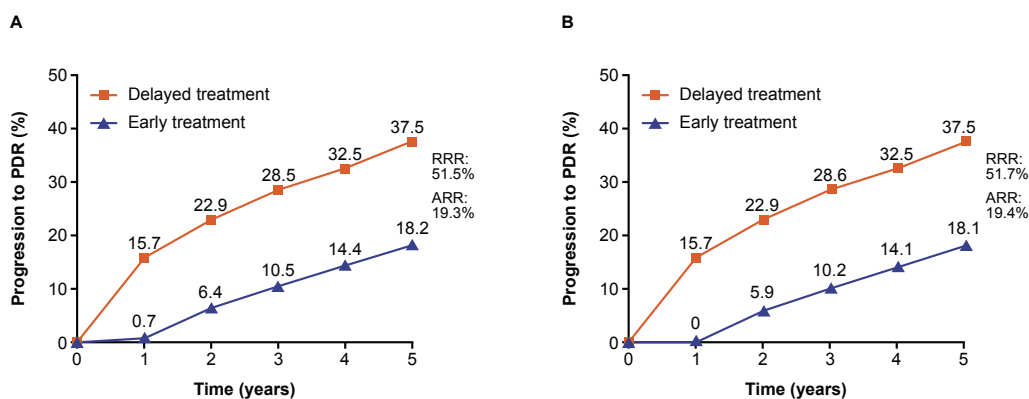 A
Progression to PDR (%)
50
40
30
20
10
0
Delayed treatment
Early treatment
15.7
22.9
28.5
32.5
37.5
0.7
6.4
10.5
14.4
18.2
RRR:
51.5%
ARR:
19.3%
0 1 2 3 4 5
Time (years)
B
Progression to PDR (%)
50
40
30
20
10
0
Delayed treatment
Early treatment
15.7
22.9
28.6
32.5
37.5
0
5.9
10.2
14.1
18.1
RRR:
51.7%
ARR:
19.4%
0 1 2 3 4 5
Time (years)